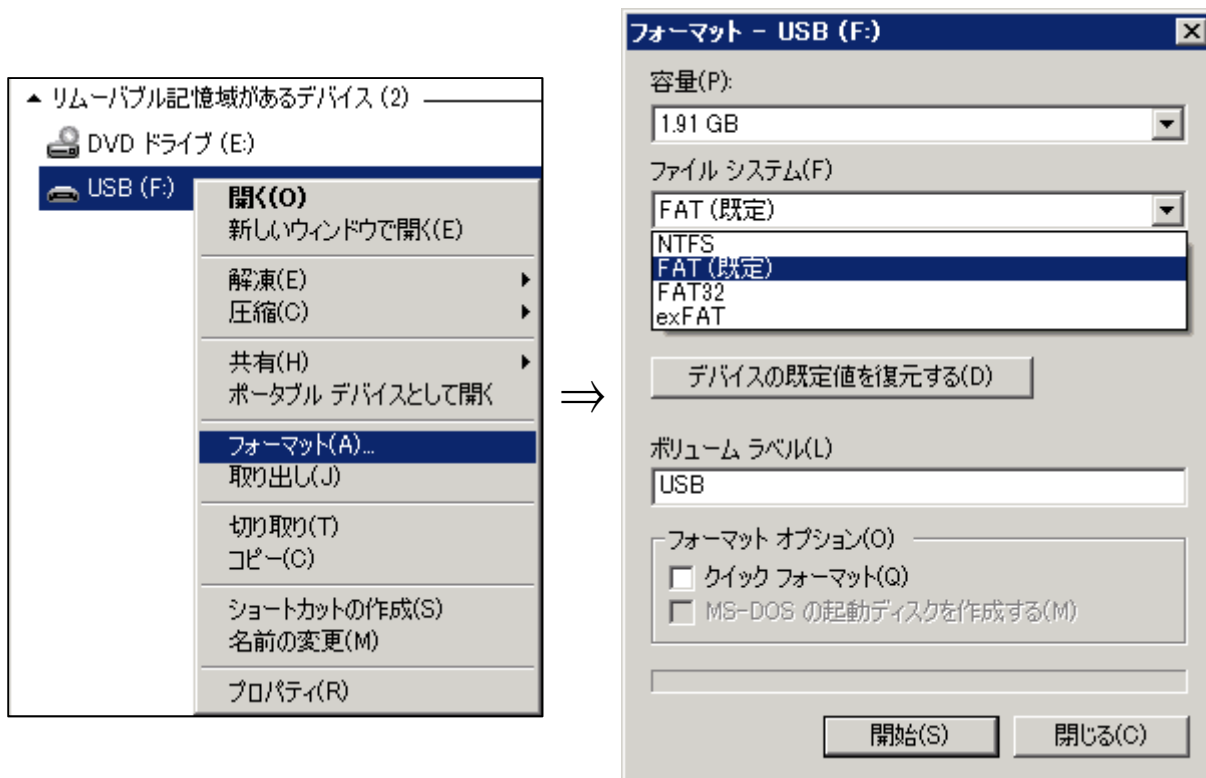 ▲ リムーバブル記憶域があるデバイス (2)
DVD ドライブ (E:)
USB (F:)
開く(O)
新しいウィンドウで開く(E)
解凍(E)
圧縮(C)
共有(H)
ポータブル デバイスとして開く
フォーマット(A)...
取り出し(J)
切り取り(T)
コピー(C)
ショートカットの作成(S)
名前の変更(M)
プロパティ(R)
⇒
フォーマット - USB (F:)
容量(P):
1.91 GB
ファイル システム(F)
FAT (既定)
NTFS
FAT (既定)
FAT32
exFAT
デバイスの既定値を復元する(D)
ボリューム ラベル(L)
USB
フォーマット オプション(O)
クイック フォーマット(Q)
MS-DOS の起動ディスクを作成する(M)
開始(S)
閉じる(C)